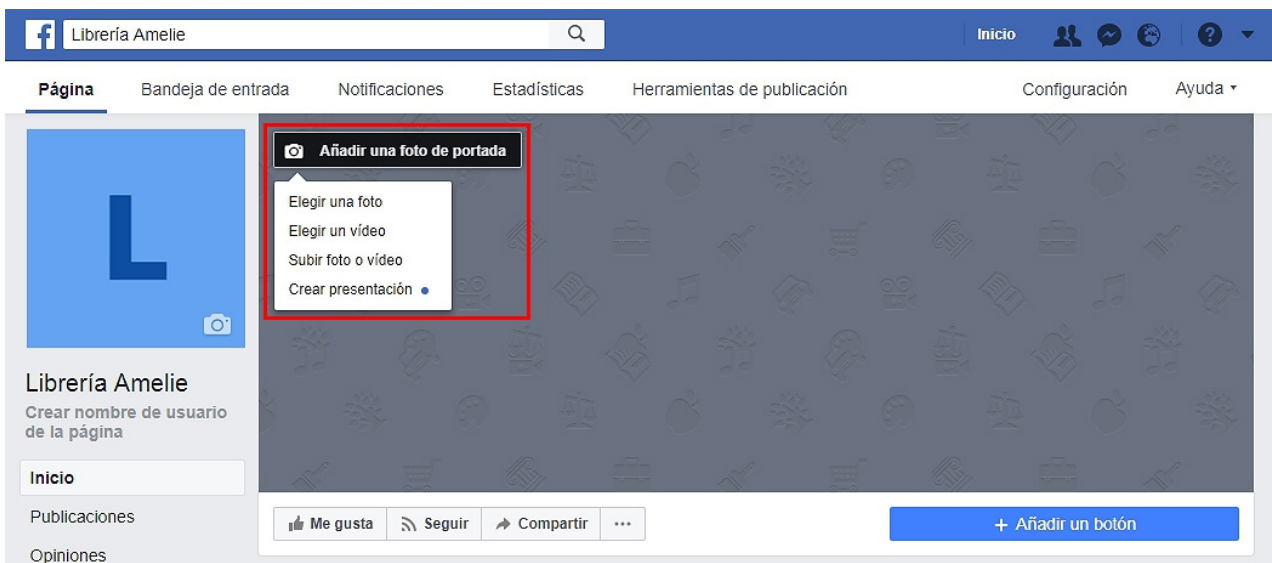 f Librería Amelie Inicio ?
Página Bandeja de entrada Notificaciones Estadísticas Herramientas de publicación Configuración Ayuda
L
Añadir una foto de portada
Elegir una foto
Elegir un vídeo
Subir foto o vídeo
Crear presentación
Librería Amelie
Crear nombre de usuario
de la página
Inicio
Publicaciones
Opiniones
Me gusta Seguir Compartir ...
+ Añadir un botón